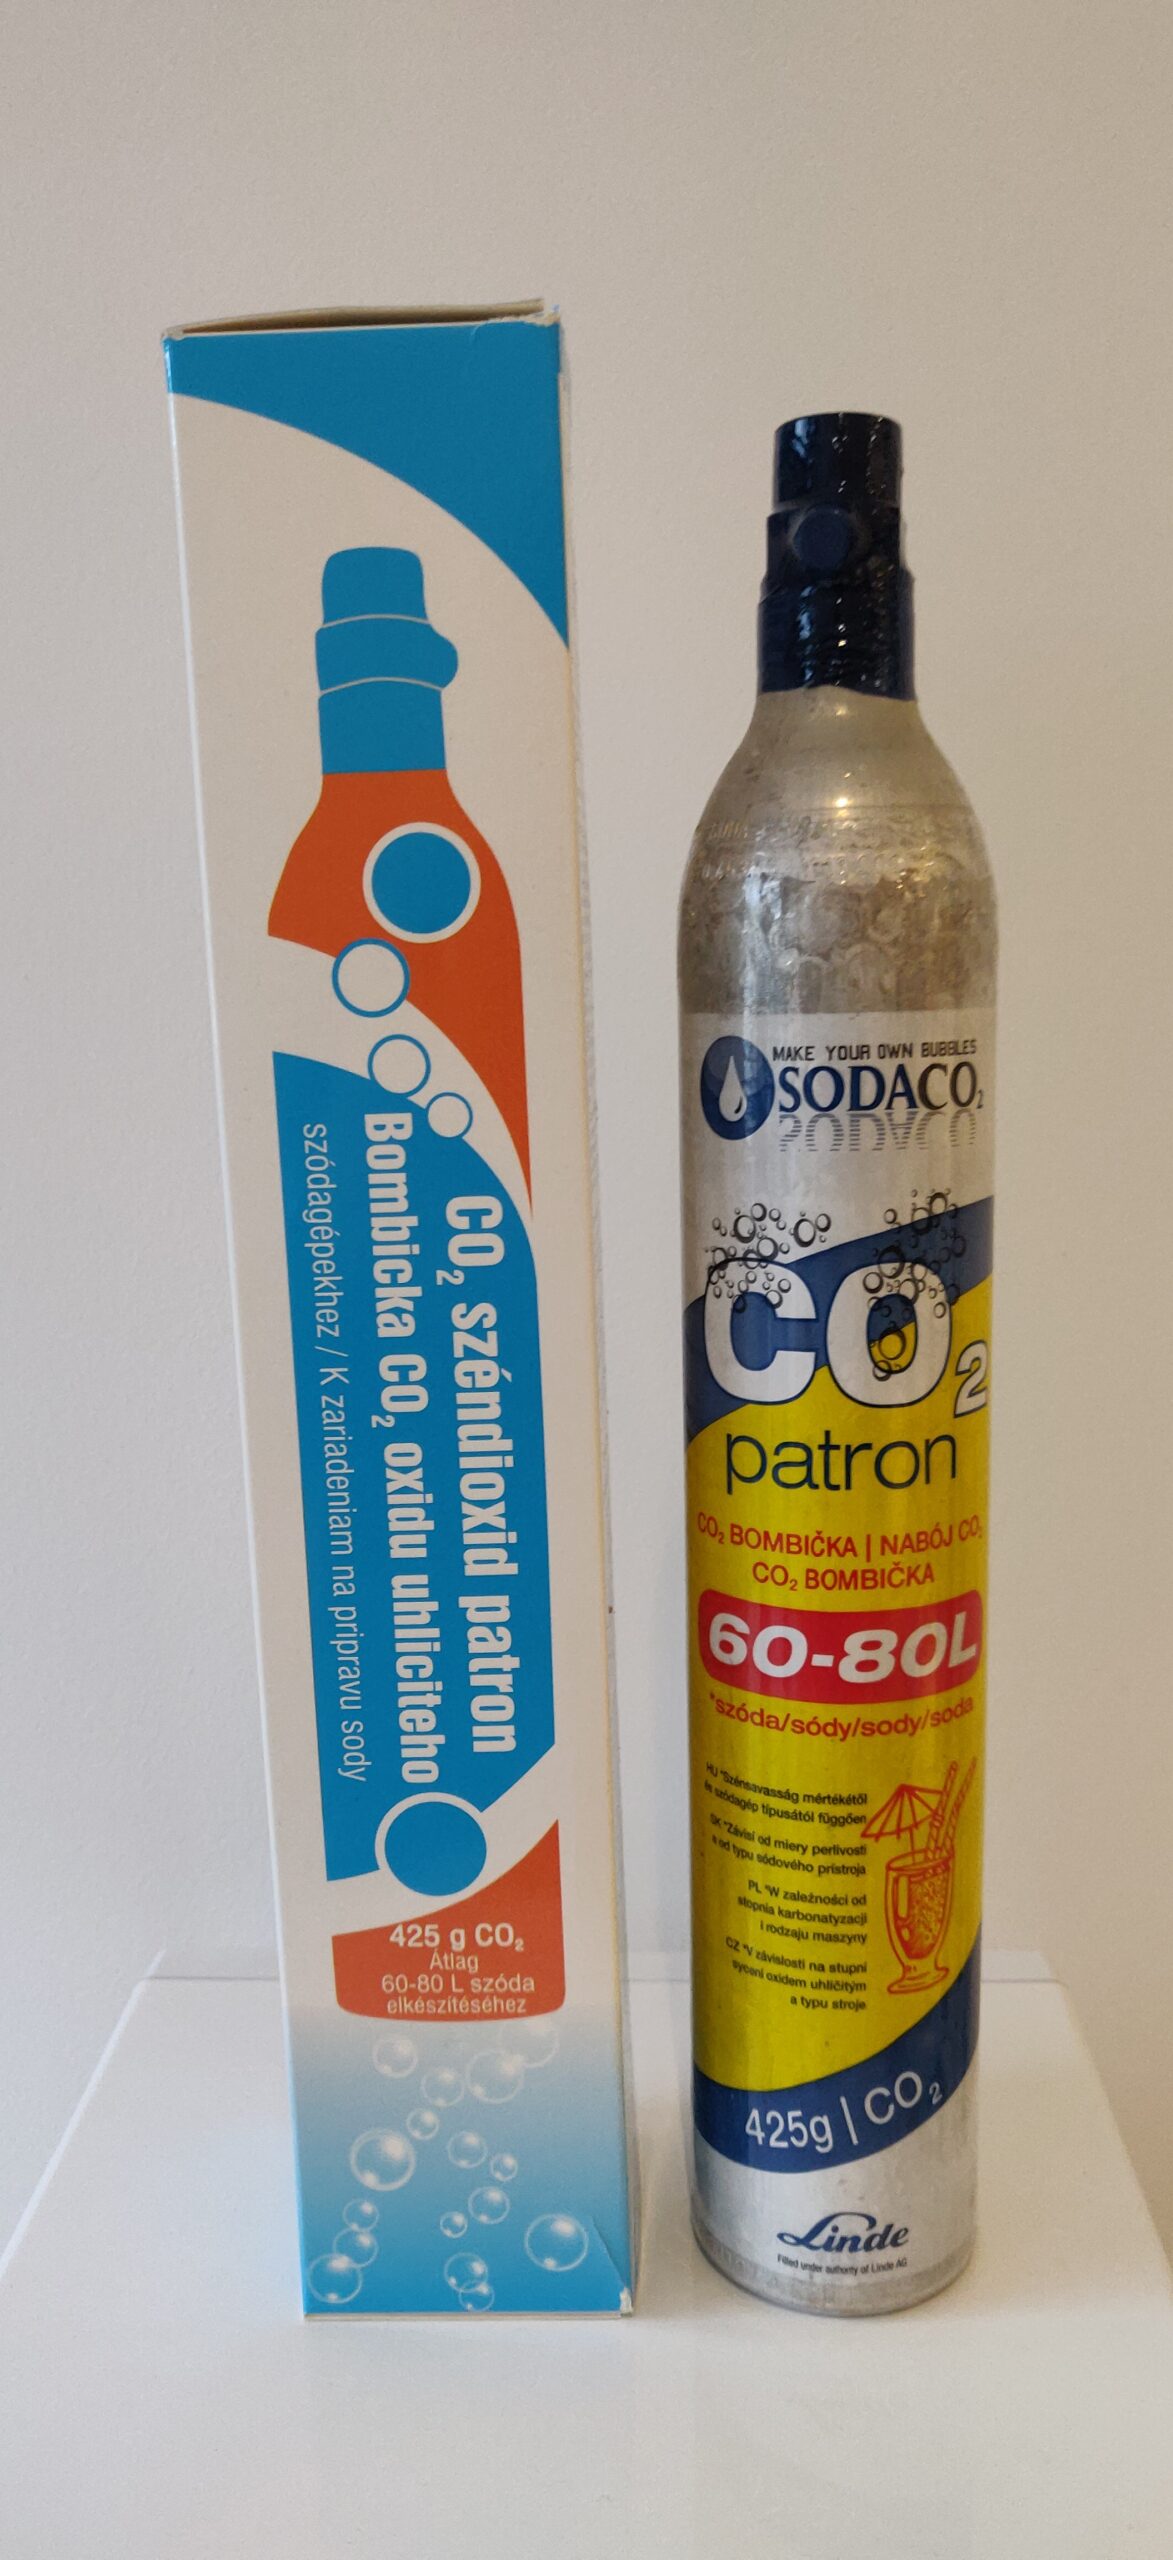 CO₂ széndioxid patron
Bombicka CO₂ oxidu uhliciteho
szódagépekhez / K zariadeniam na pripravu sody
425 g CO₂
Átlag
60-80 L szóda
elkészítéséhez
MAKE YOUR OWN BUBBLES
SODACO₂
CO₂
patron
CO₂ BOMBIČKA | NABÓJ CO₂
CO₂ BOMBIČKA
60-80L
*szóda/sódy/sody/soda
HU *Szénsavasság mértékétől
és szódagép típusától függően
SK *Závisí od miery perlivosti
a od typu sódového prístroja
PL *W zależności od
stopnia karbonatyzacji
i rodzaju maszyny
CZ *V závislosti na stupni
sycení oxidem uhličitým
a typu stroje
425g | CO₂
Linde
Filled under authority of Linde AG